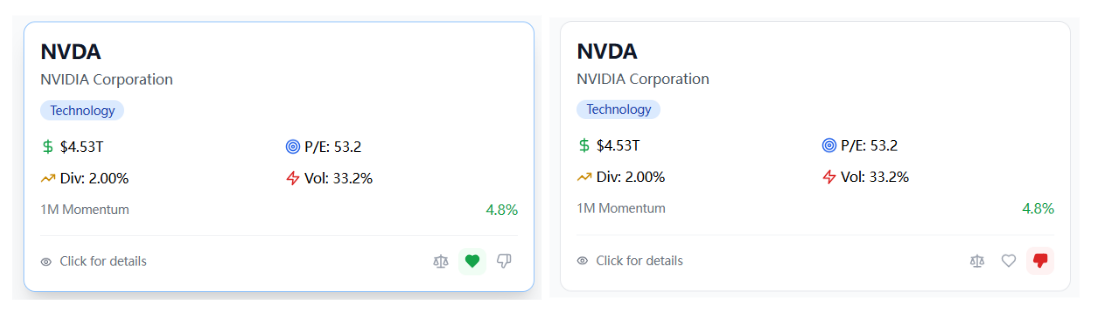 NVDA
NVIDIA Corporation
Technology
$4.53T P/E: 53.2
Div: 2.00% Vol: 33.2%
1M Momentum 4.8%
Click for details
NVDA
NVIDIA Corporation
Technology
$4.53T P/E: 53.2
Div: 2.00% Vol: 33.2%
1M Momentum 4.8%
Click for details